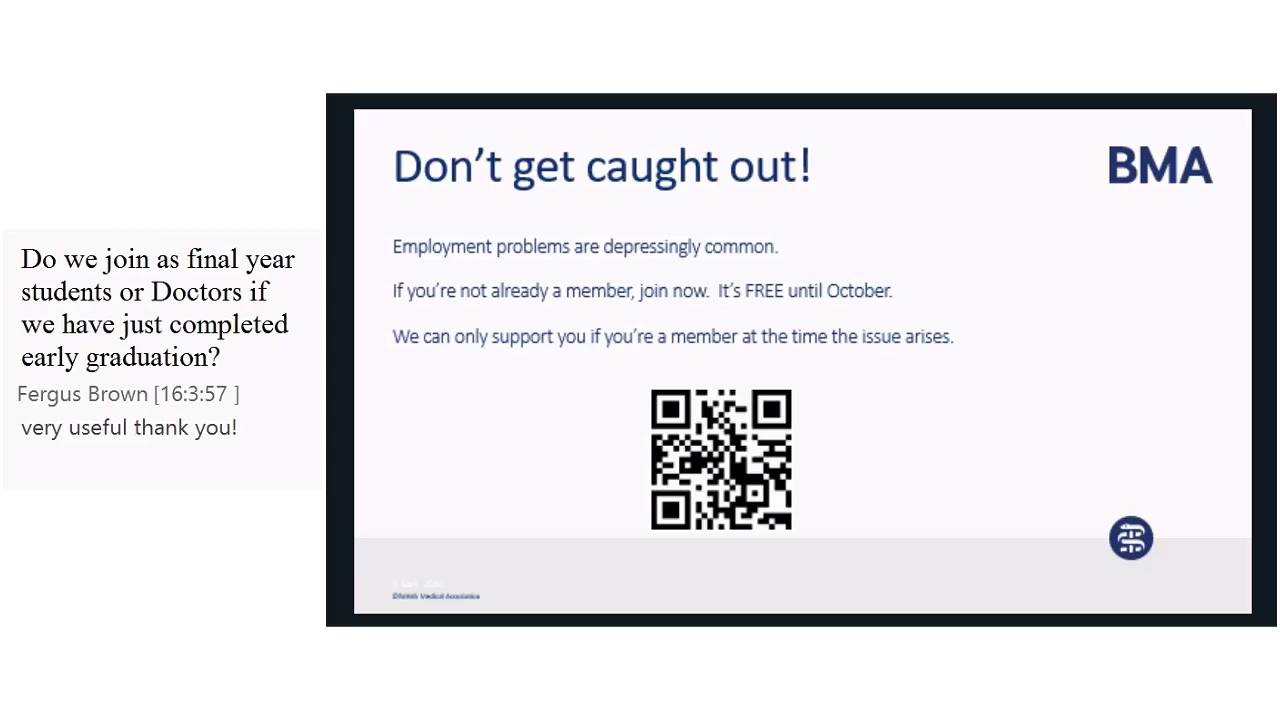 Do we join as final year
students or Doctors if
we have just completed
early graduation?
Fergus Brown [16:3:57 ]
very useful thank you!
Don't get caught out!
BMA
Employment problems are depressingly common.
If you're not already a member, join now. It's FREE until October.
We can only support you if you're a member at the time the issue arises.
©British Medical Association